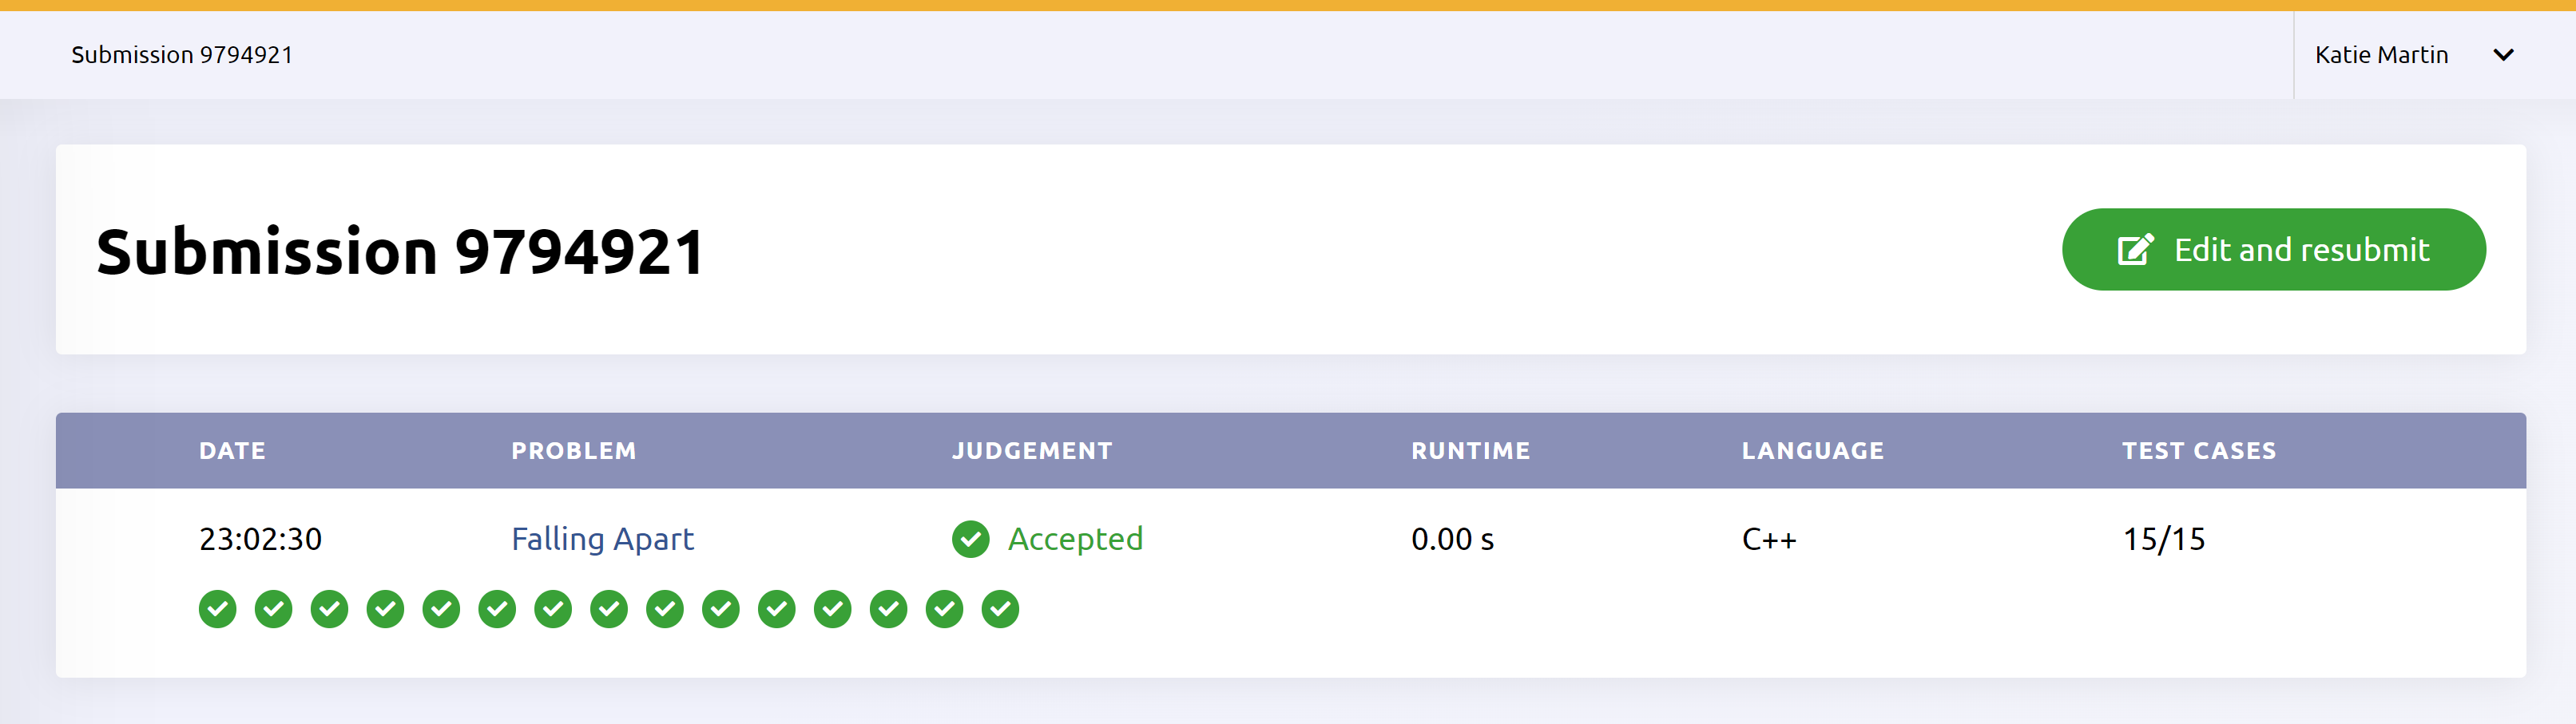 Submission 9794921
Katie Martin
Submission 9794921
Edit and resubmit
DATE PROBLEM JUDGEMENT RUNTIME LANGUAGE TEST CASES
23:02:30 Falling Apart Accepted 0.00 s C++ 15/15